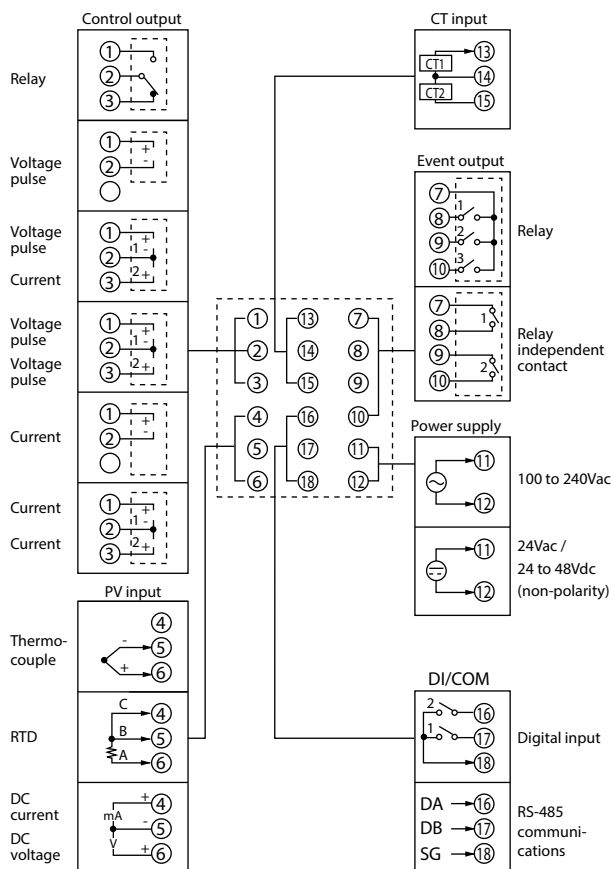 Control output
Relay
①
②
③
Voltage
pulse
①
②
+
-
Voltage
pulse
Current
①
②
③
+
1 -
2 +
Voltage
pulse
Voltage
pulse
①
②
③
+
1 -
2 +
Current
①
②
+
-
Current
Current
①
②
③
+
1 -
2 +
PV input
Thermo-
couple
④
- ⑤
+ ⑥
RTD
C ④
B ⑤
A ⑥
DC
current
DC
voltage
+ ④
mA
- ⑤
V
+ ⑥
① ⑬ ⑦
② ⑭ ⑧
③ ⑮ ⑨
④ ⑯ ⑩
⑤ ⑰ ⑪
⑥ ⑱ ⑫
CT input
CT1
CT2
⑬
⑭
⑮
Event output
⑦
⑧ 1
⑨ 2
⑩ 3
Relay
⑦
⑧ 1
⑨
⑩ 2
Relay
independent
contact
Power supply
⑪
⑫
100 to 240Vac
⑪
⑫
24Vac /
24 to 48Vdc
(non-polarity)
DI/COM
2 ⑯
1 ⑰
⑱
Digital input
DA ⑯
DB ⑰
SG ⑱
RS-485
communi-
cations